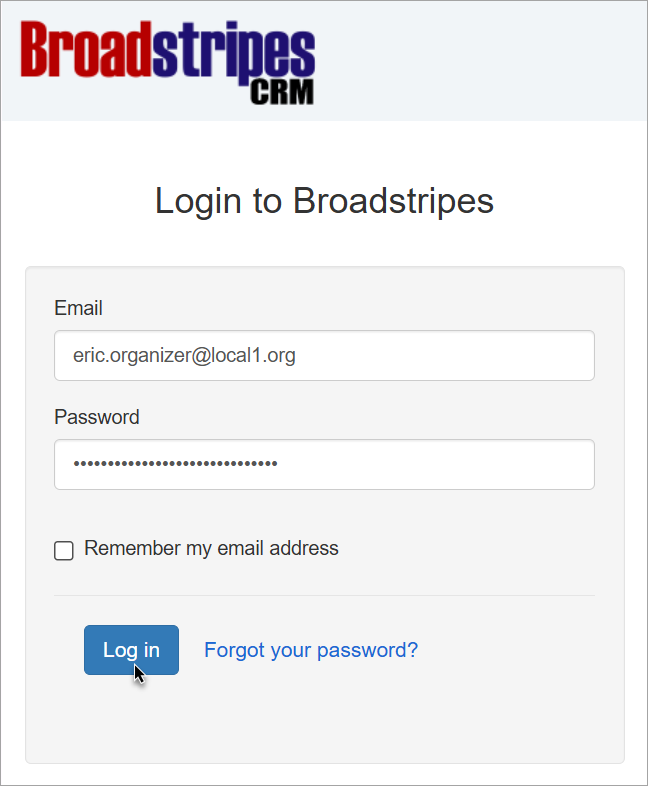 Broadstripes
CRM
Login to Broadstripes
Email
eric.organizer@local1.org
Password
••••••••••••••••••••••••••••••
Remember my email address
Log in
Forgot your password?